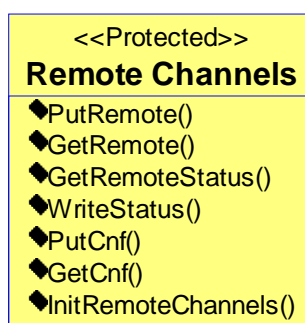 <<Protected>>
Remote Channels
PutRemote()
GetRemote()
GetRemoteStatus()
WriteStatus()
PutCnf()
GetCnf()
InitRemoteChannels()